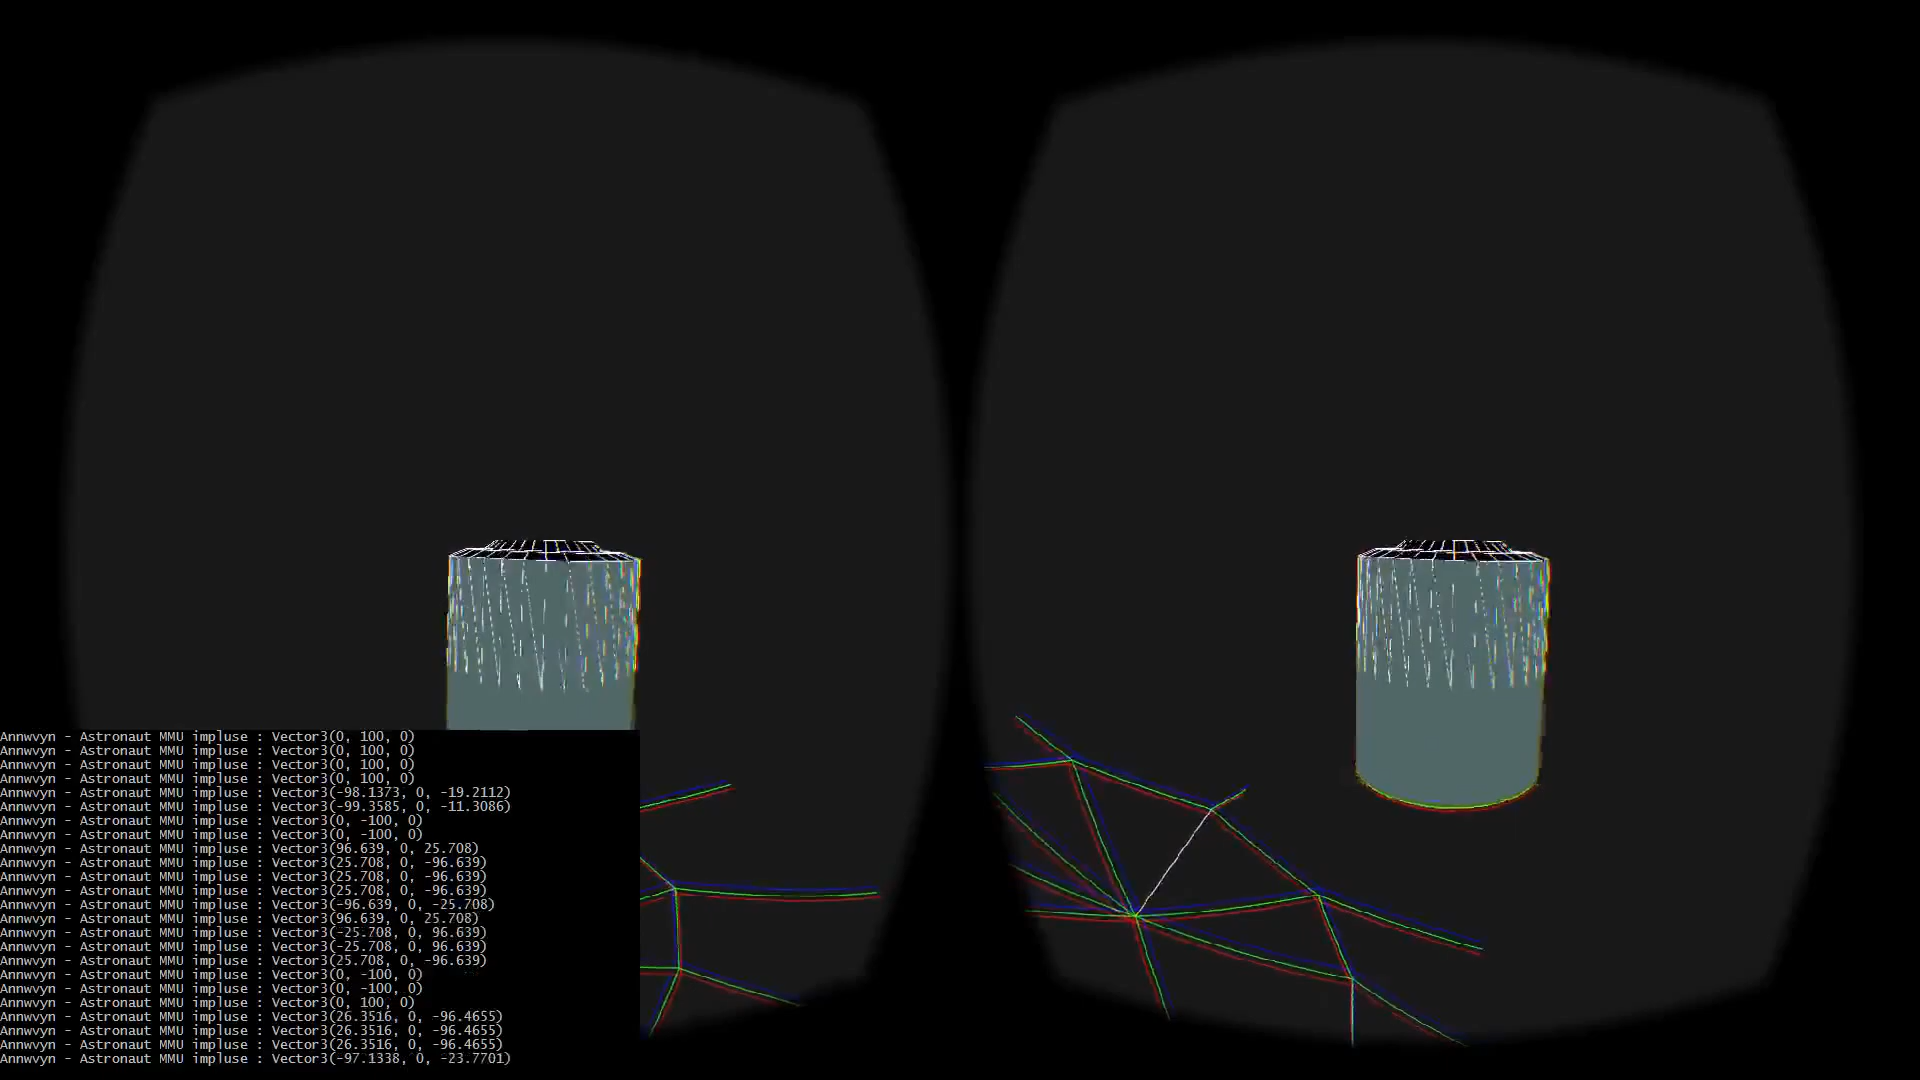 Annwvyn - Astronaut MMU impluse : Vector3(0, 100, 0)
Annwvyn - Astronaut MMU impluse : Vector3(0, 100, 0)
Annwvyn - Astronaut MMU impluse : Vector3(0, 100, 0)
Annwvyn - Astronaut MMU impluse : Vector3(0, 100, 0)
Annwvyn - Astronaut MMU impluse : Vector3(-98.1373, 0, -19.2112)
Annwvyn - Astronaut MMU impluse : Vector3(-99.3585, 0, -11.3086)
Annwvyn - Astronaut MMU impluse : Vector3(0, -100, 0)
Annwvyn - Astronaut MMU impluse : Vector3(0, -100, 0)
Annwvyn - Astronaut MMU impluse : Vector3(96.639, 0, 25.708)
Annwvyn - Astronaut MMU impluse : Vector3(25.708, 0, -96.639)
Annwvyn - Astronaut MMU impluse : Vector3(25.708, 0, -96.639)
Annwvyn - Astronaut MMU impluse : Vector3(25.708, 0, -96.639)
Annwvyn - Astronaut MMU impluse : Vector3(-96.639, 0, -25.708)
Annwvyn - Astronaut MMU impluse : Vector3(96.639, 0, 25.708)
Annwvyn - Astronaut MMU impluse : Vector3(-25.708, 0, 96.639)
Annwvyn - Astronaut MMU impluse : Vector3(-25.708, 0, 96.639)
Annwvyn - Astronaut MMU impluse : Vector3(25.708, 0, -96.639)
Annwvyn - Astronaut MMU impluse : Vector3(0, -100, 0)
Annwvyn - Astronaut MMU impluse : Vector3(0, -100, 0)
Annwvyn - Astronaut MMU impluse : Vector3(0, 100, 0)
Annwvyn - Astronaut MMU impluse : Vector3(26.3516, 0, -96.4655)
Annwvyn - Astronaut MMU impluse : Vector3(26.3516, 0, -96.4655)
Annwvyn - Astronaut MMU impluse : Vector3(26.3516, 0, -96.4655)
Annwvyn - Astronaut MMU impluse : Vector3(-97.1338, 0, -23.7701)